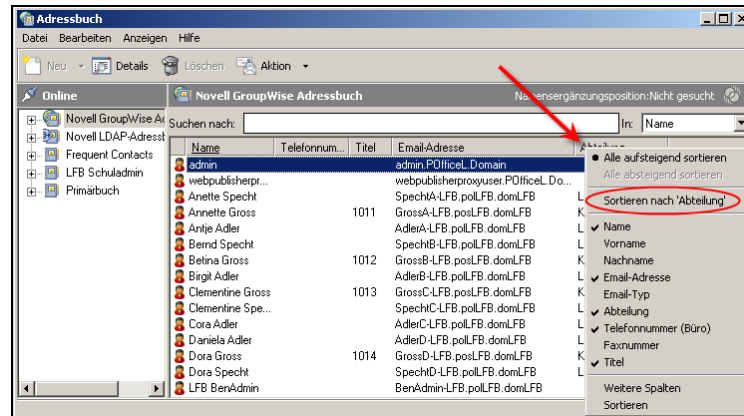 Adressbuch
Datei Bearbeiten Anzeigen Hilfe
Neu Details Löschen Aktion
Online
Novell GroupWise Adressbuch
Namensergänzungsposition:Nicht gesucht
Novell GroupWise Ad
Novell LDAP-Adressb
Frequent Contacts
LFB Schuladmin
Primärbuch
Suchen nach: In: Name
Name Telefonnum... Titel Email-Adresse Abteilung
admin admin.POfficeL.Domain
webpublisherpr... webpublisherproxyuser.POfficeL.Do...
Anette Specht SpechtA-LFB.polLFB.domLFB L
Annette Gross 1011 GrossA-LFB.posLFB.domLFB K
Antje Adler AdlerA-LFB.polLFB.domLFB L
Bernd Specht SpechtB-LFB.polLFB.domLFB L
Betina Gross 1012 GrossB-LFB.posLFB.domLFB K
Birgit Adler AdlerB-LFB.polLFB.domLFB L
Clementine Gross 1013 GrossC-LFB.posLFB.domLFB K
Clementine Spe... SpechtC-LFB.polLFB.domLFB L
Cora Adler AdlerC-LFB.polLFB.domLFB L
Daniela Adler AdlerD-LFB.polLFB.domLFB L
Dora Gross 1014 GrossD-LFB.posLFB.domLFB K
Dora Specht SpechtD-LFB.polLFB.domLFB L
LFB BenAdmin BenAdmin-LFB.polLFB.domLFB
Alle aufsteigend sortieren
Alle absteigend sortieren
Sortieren nach 'Abteilung'
Name
Vorname
Nachname
Email-Adresse
Email-Typ
Abteilung
Telefonnummer (Büro)
Faxnummer
Titel
Weitere Spalten
Sortieren